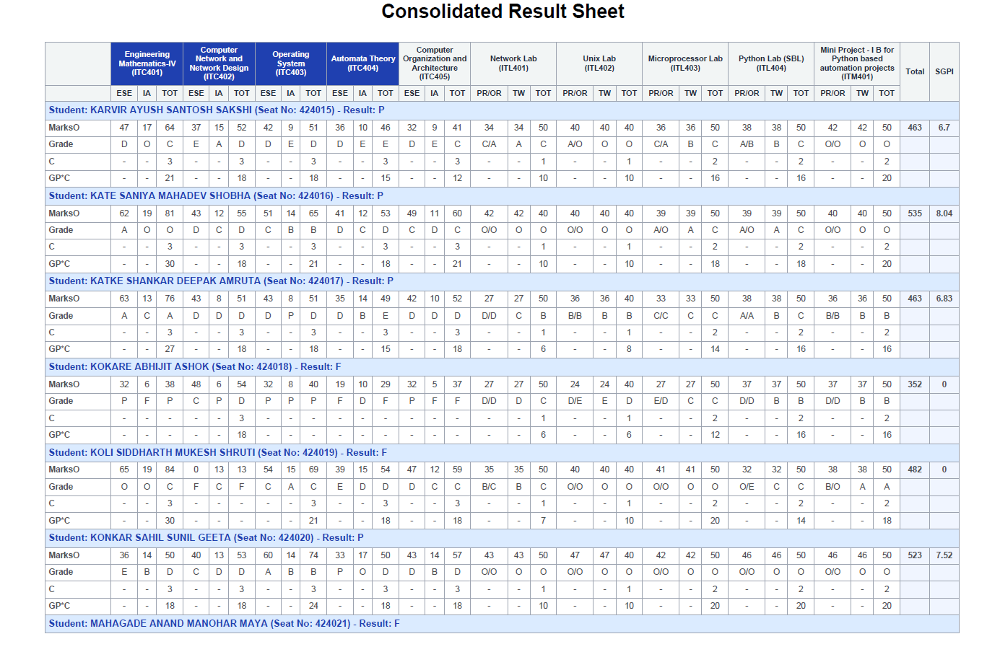 Consolidated Result Sheet
Engineering Mathematics-IV (ITC401) Computer Network and Network Design (ITC402) Operating System (ITC403) Automata Theory (ITC404) Computer Organization and Architecture (ITC405) Network Lab (ITL401) Unix Lab (ITL402) Microprocessor Lab (ITL403) Python Lab (SBL) (ITL404) Mini Project - I B for Python based automation projects (ITM401) Total SGPI
ESE IA TOT ESE IA TOT ESE IA TOT ESE IA TOT ESE IA TOT PR/OR TW TOT PR/OR TW TOT PR/OR TW TOT PR/OR TW TOT PR/OR TW TOT
Student: KARVIR AYUSH SANTOSH SAKSHI (Seat No: 424015) - Result: P
MarksO 47 17 64 37 15 52 42 9 51 36 10 46 32 9 41 34 34 50 40 40 40 36 36 50 38 38 50 42 42 50 463 6.7
Grade D O C E A D D E D D E E D E C C/A A C A/O O O C/A B C A/B B C O/O O O
C - - 3 - - 3 - - 3 - - 3 - - 3 - - 1 - - 1 - - 2 - - 2 - - 2
GP*C - - 21 - - 18 - - 18 - - 15 - - 12 - - 10 - - 10 - - 16 - - 16 - - 20
Student: KATE SANIYA MAHADEV SHOBHA (Seat No: 424016) - Result: P
MarksO 62 19 81 43 12 55 51 14 65 41 12 53 49 11 60 42 42 40 40 40 40 39 39 50 39 39 50 40 40 50 535 8.04
Grade A O O D C D C B B D C D C D C O/O O O O/O O O A/O A C A/O A C O/O O O
C - - 3 - - 3 - - 3 - - 3 - - 3 - - 1 - - 1 - - 2 - - 2 - - 2
GP*C - - 30 - - 18 - - 21 - - 18 - - 21 - - 10 - - 10 - - 18 - - 18 - - 20
Student: KATKE SHANKAR DEEPAK AMRUTA (Seat No: 424017) - Result: P
MarksO 63 13 76 43 8 51 43 8 51 35 14 49 42 10 52 27 27 50 36 36 40 33 33 50 38 38 50 36 36 50 463 6.83
Grade A C A D D D D P D D B E D D D D/D C B B/B B B C/C C C A/A B C B/B B B
C - - 3 - - 3 - - 3 - - 3 - - 3 - - 1 - - 1 - - 2 - - 2 - - 2
GP*C - - 27 - - 18 - - 18 - - 15 - - 18 - - 6 - - 8 - - 14 - - 16 - - 16
Student: KOKARE ABHIJIT ASHOK (Seat No: 424018) - Result: F
MarksO 32 6 38 48 6 54 32 8 40 19 10 29 32 5 37 27 27 50 24 24 40 27 27 50 37 37 50 37 37 50 352 0
Grade P F P C P D P P P F D F P F F D/D D C D/E E D E/D C C D/D B B D/D B B
C - - - - - 3 - - - - - - - - - - - 1 - - 1 - - 2 - - 2 - - 2
GP*C - - - - - 18 - - - - - - - - - - - 6 - - 6 - - 12 - - 16 - - 16
Student: KOLI SIDDHARTH MUKESH SHRUTI (Seat No: 424019) - Result: F
MarksO 65 19 84 0 13 13 54 15 69 39 15 54 47 12 59 35 35 50 40 40 40 41 41 50 32 32 50 38 38 50 482 0
Grade O O C F C F C A C E D D D C C B/C B C O/O O O O/O O O O/E C C B/O A A
C - - 3 - - - - - 3 - - 3 - - 3 - - 1 - - 1 - - 2 - - 2 - - 2
GP*C - - 30 - - - - - 21 - - 18 - - 18 - - 7 - - 10 - - 20 - - 14 - - 18
Student: KONKAR SAHIL SUNIL GEETA (Seat No: 424020) - Result: P
MarksO 36 14 50 40 13 53 60 14 74 33 17 50 43 14 57 43 43 50 47 47 40 42 42 50 46 46 50 46 46 50 523 7.52
Grade E B D C D D A B B P O D D B D O/O O O O/O O O O/O O O O/O O O O/O O O
C - - 3 - - 3 - - 3 - - 3 - - 3 - - 1 - - 1 - - 2 - - 2 - - 2
GP*C - - 18 - - 18 - - 24 - - 18 - - 18 - - 10 - - 10 - - 20 - - 20 - - 20
Student: MAHAGADE ANAND MANOHAR MAYA (Seat No: 424021) - Result: F